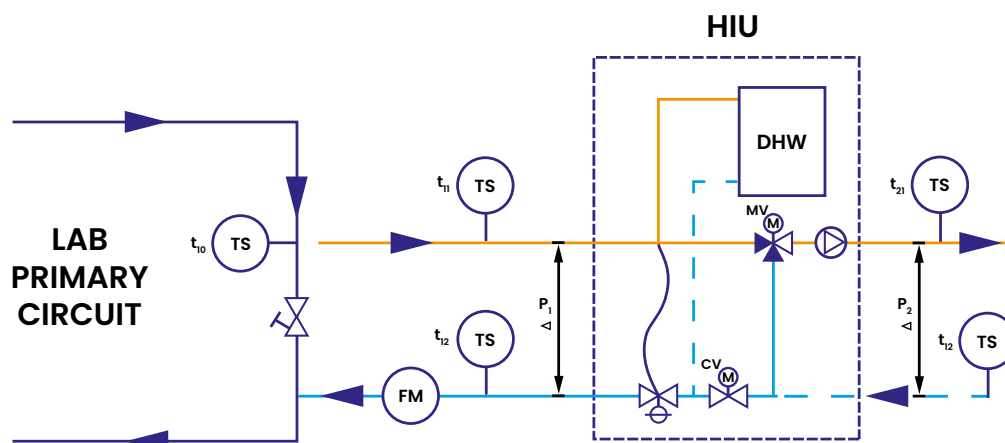 HIU
DHW
t₁₁
TS
t₂₁
TS
MV
M
t₁₀
TS
LAB
PRIMARY
CIRCUIT
P₁
Δ
P₂
Δ
t₁₂
TS
t₁₂
TS
CV
M
FM